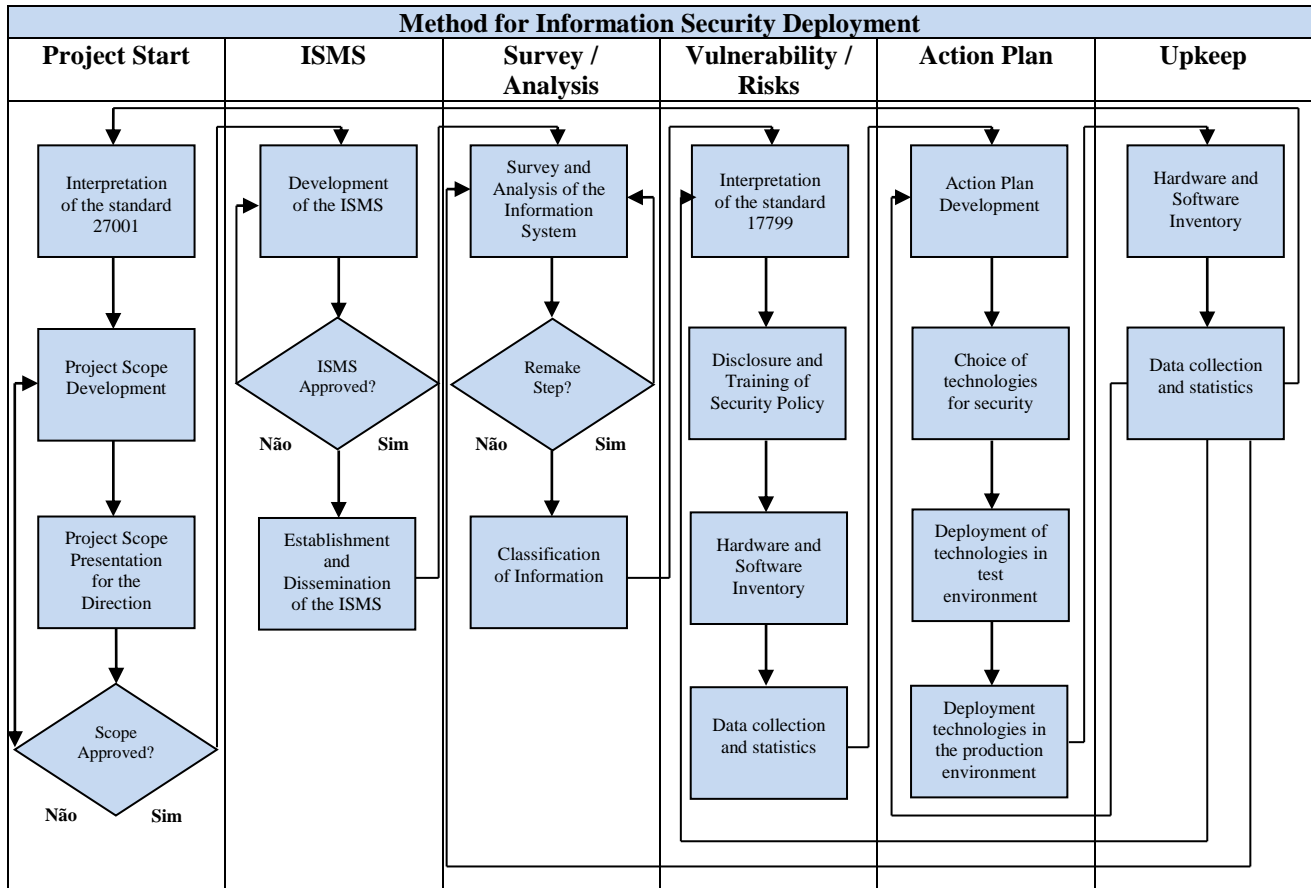 Method for Information Security Deployment
Project Start
ISMS
Survey /
Analysis
Vulnerability /
Risks
Action Plan
Upkeep
Interpretation
of the standard
27001
Project Scope
Development
Project Scope
Presentation
for the
Direction
Scope
Approved?
Não
Sim
Development
of the ISMS
ISMS
Approved?
Não
Sim
Establishment
and
Dissemination
of the ISMS
Survey and
Analysis of the
Information
System
Remake
Step?
Não
Sim
Classification
of Information
Interpretation
of the standard
17799
Disclosure and
Training of
Security Policy
Hardware and
Software
Inventory
Data collection
and statistics
Action Plan
Development
Choice of
technologies
for security
Deployment of
technologies in
test
environment
Deployment
technologies in
the production
environment
Hardware and
Software
Inventory
Data collection
and statistics